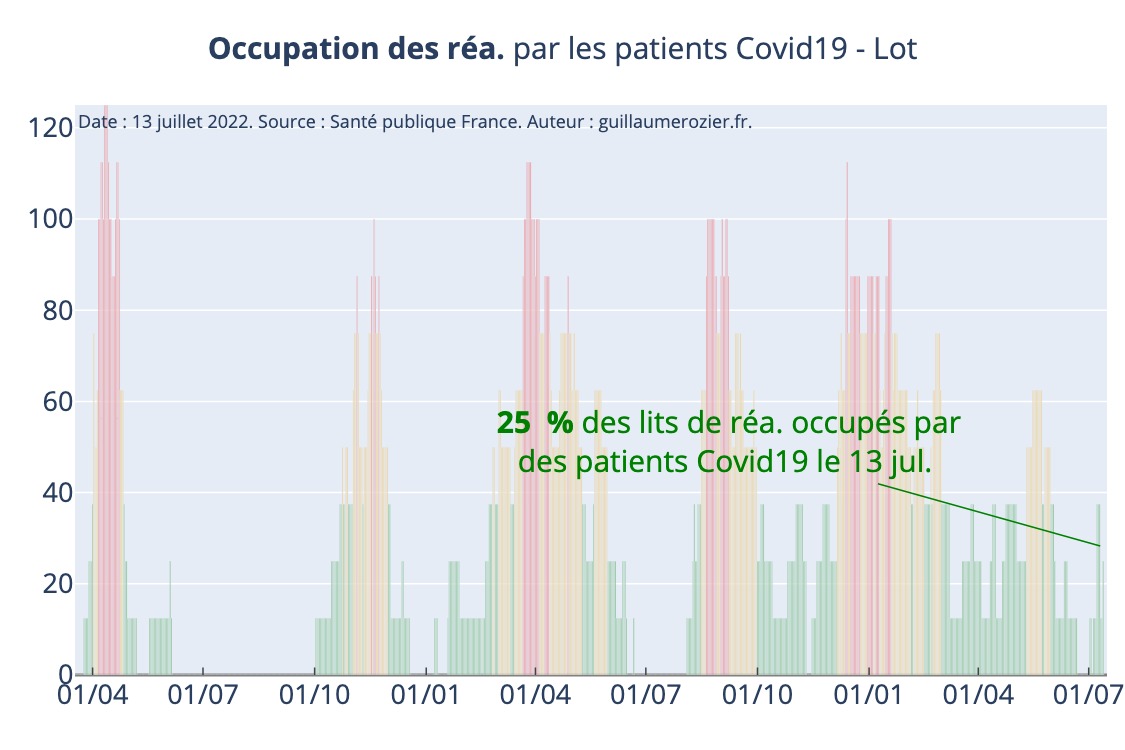 Occupation des réa. par les patients Covid19 - Lot
Date : 13 juillet 2022. Source : Santé publique France. Auteur : guillaumerozier.fr.
120
100
80
60
40
20
0
25 % des lits de réa. occupés par
des patients Covid19 le 13 jul.
01/04 01/07 01/10 01/01 01/04 01/07 01/10 01/01 01/04 01/07